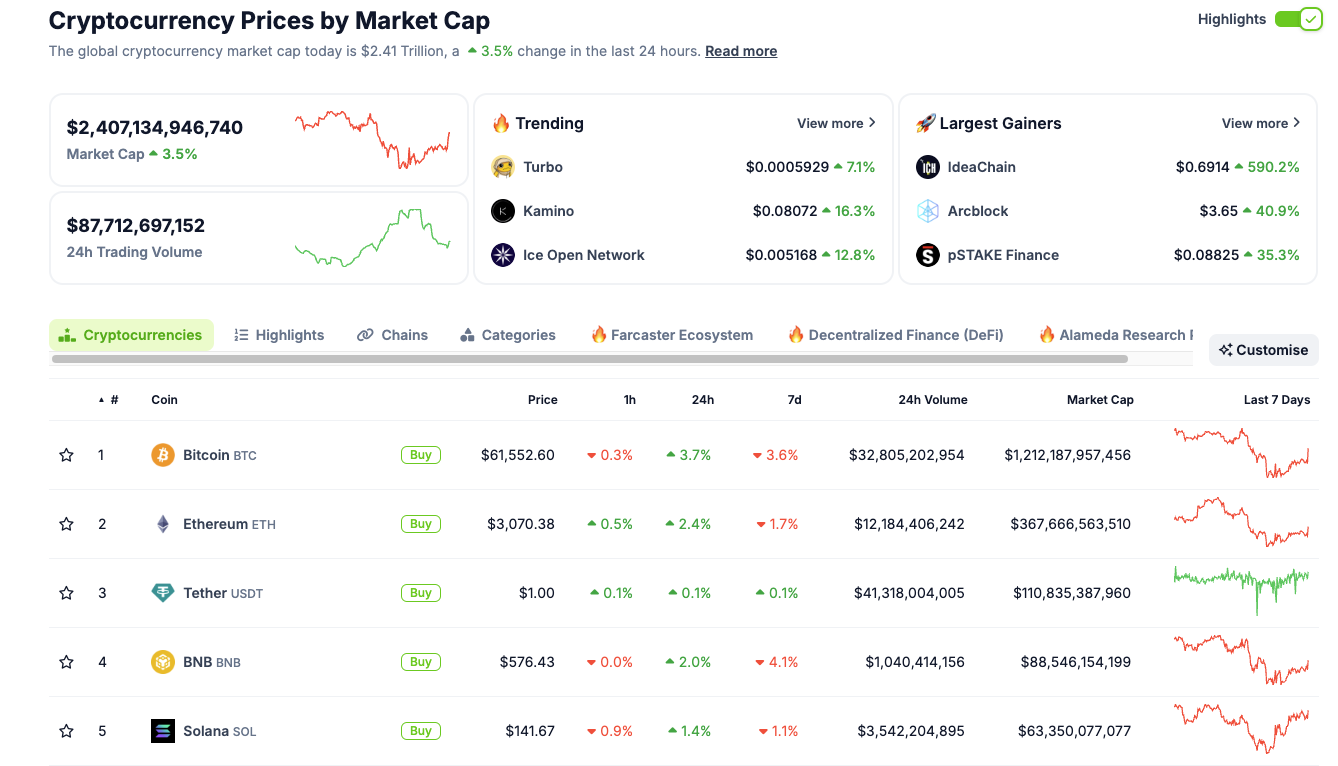 Cryptocurrency Prices by Market Cap
Highlights
The global cryptocurrency market cap today is $2.41 Trillion, a ▲ 3.5% change in the last 24 hours. Read more
$2,407,134,946,740
Market Cap ▲ 3.5%
$87,712,697,152
24h Trading Volume
Trending View more
Turbo $0.0005929 ▲ 7.1%
Kamino $0.08072 ▲ 16.3%
Ice Open Network $0.005168 ▲ 12.8%
Largest Gainers View more
IdeaChain $0.6914 ▲ 590.2%
Arcblock $3.65 ▲ 40.9%
pSTAKE Finance $0.08825 ▲ 35.3%
Cryptocurrencies Highlights Chains Categories Farcaster Ecosystem Decentralized Finance (DeFi) Alameda Research
Customise
▲ # Coin Price 1h 24h 7d 24h Volume Market Cap Last 7 Days
1 Bitcoin BTC Buy $61,552.60 ▼ 0.3% ▲ 3.7% ▼ 3.6% $32,805,202,954 $1,212,187,957,456
2 Ethereum ETH Buy $3,070.38 ▲ 0.5% ▲ 2.4% ▼ 1.7% $12,184,406,242 $367,666,563,510
3 Tether USDT Buy $1.00 ▲ 0.1% ▲ 0.1% ▲ 0.1% $41,318,004,005 $110,835,387,960
4 BNB BNB Buy $576.43 ▼ 0.0% ▲ 2.0% ▼ 4.1% $1,040,414,156 $88,546,154,199
5 Solana SOL Buy $141.67 ▼ 0.9% ▲ 1.4% ▼ 1.1% $3,542,204,895 $63,350,077,077